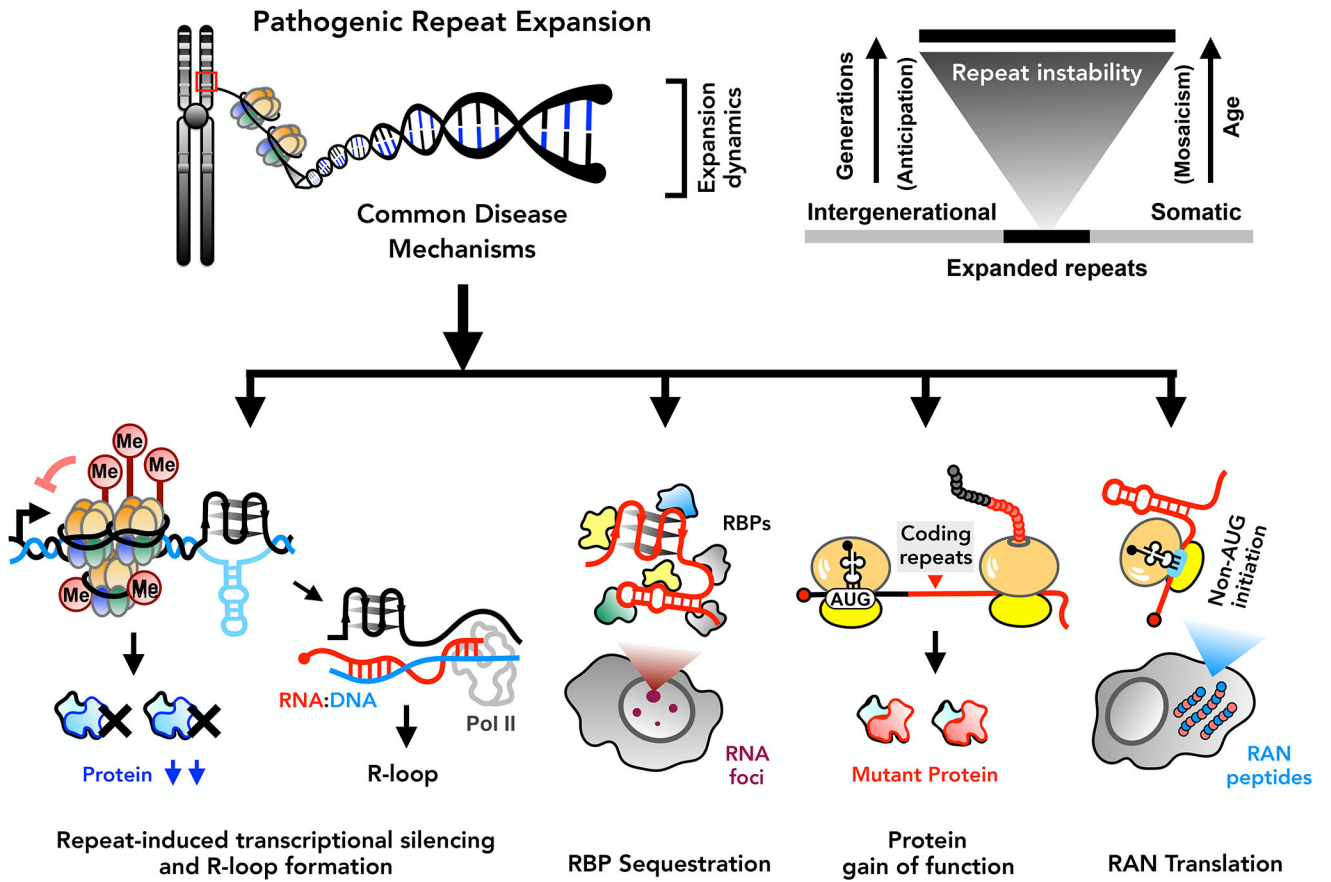 Pathogenic Repeat Expansion
Expansion
dynamics
Common Disease
Mechanisms
Generations
(Anticipation)
Repeat instability
(Mosaicism)
Age
Intergenerational
Somatic
Expanded repeats
Me
Me
Me
Me
Me
Protein
RNA:DNA
Pol II
R-loop
Repeat-induced transcriptional silencing
and R-loop formation
RBPs
RNA
foci
RBP Sequestration
Coding
repeats
AUG
Mutant Protein
Protein
gain of function
Non-AUG
initiation
RAN
peptides
RAN Translation